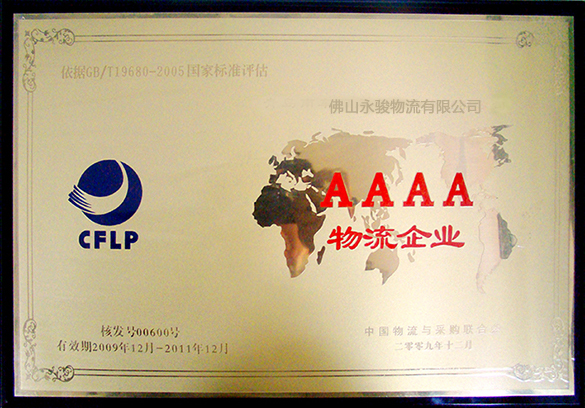 依据GB/T19680-2005国家标准评估
佛山永骏物流有限公司
AAAA
物流企业
CFLP
核发号00600号
有效期2009年12月-2011年12月
中国物流与采购联合会
二零零九年十二月